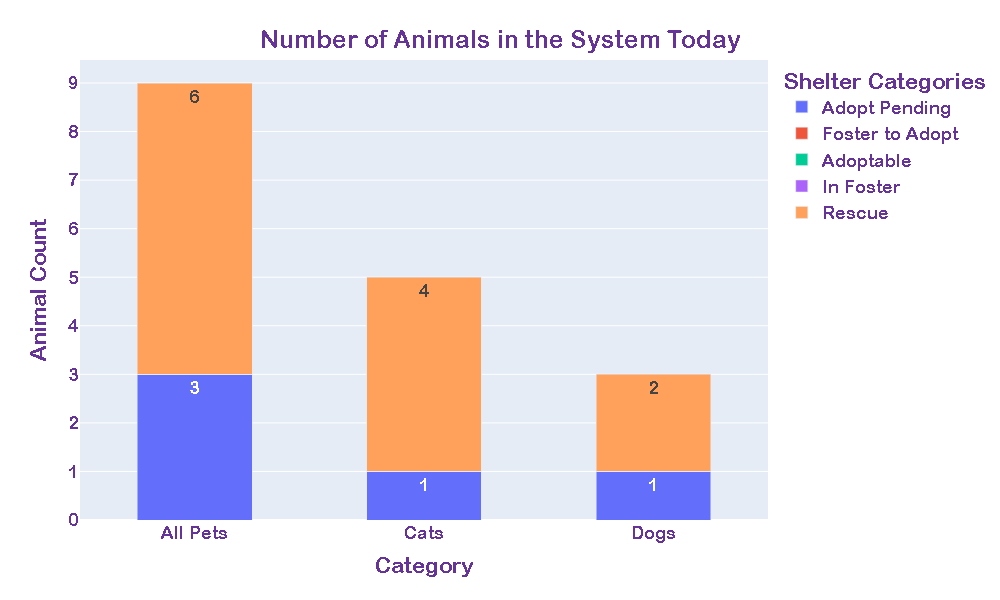 Number of Animals in the System Today
Animal Count
9
8
7
6
5
4
3
2
1
0
6
3
4
1
2
1
All Pets
Cats
Dogs
Category
Shelter Categories
Adopt Pending
Foster to Adopt
Adoptable
In Foster
Rescue